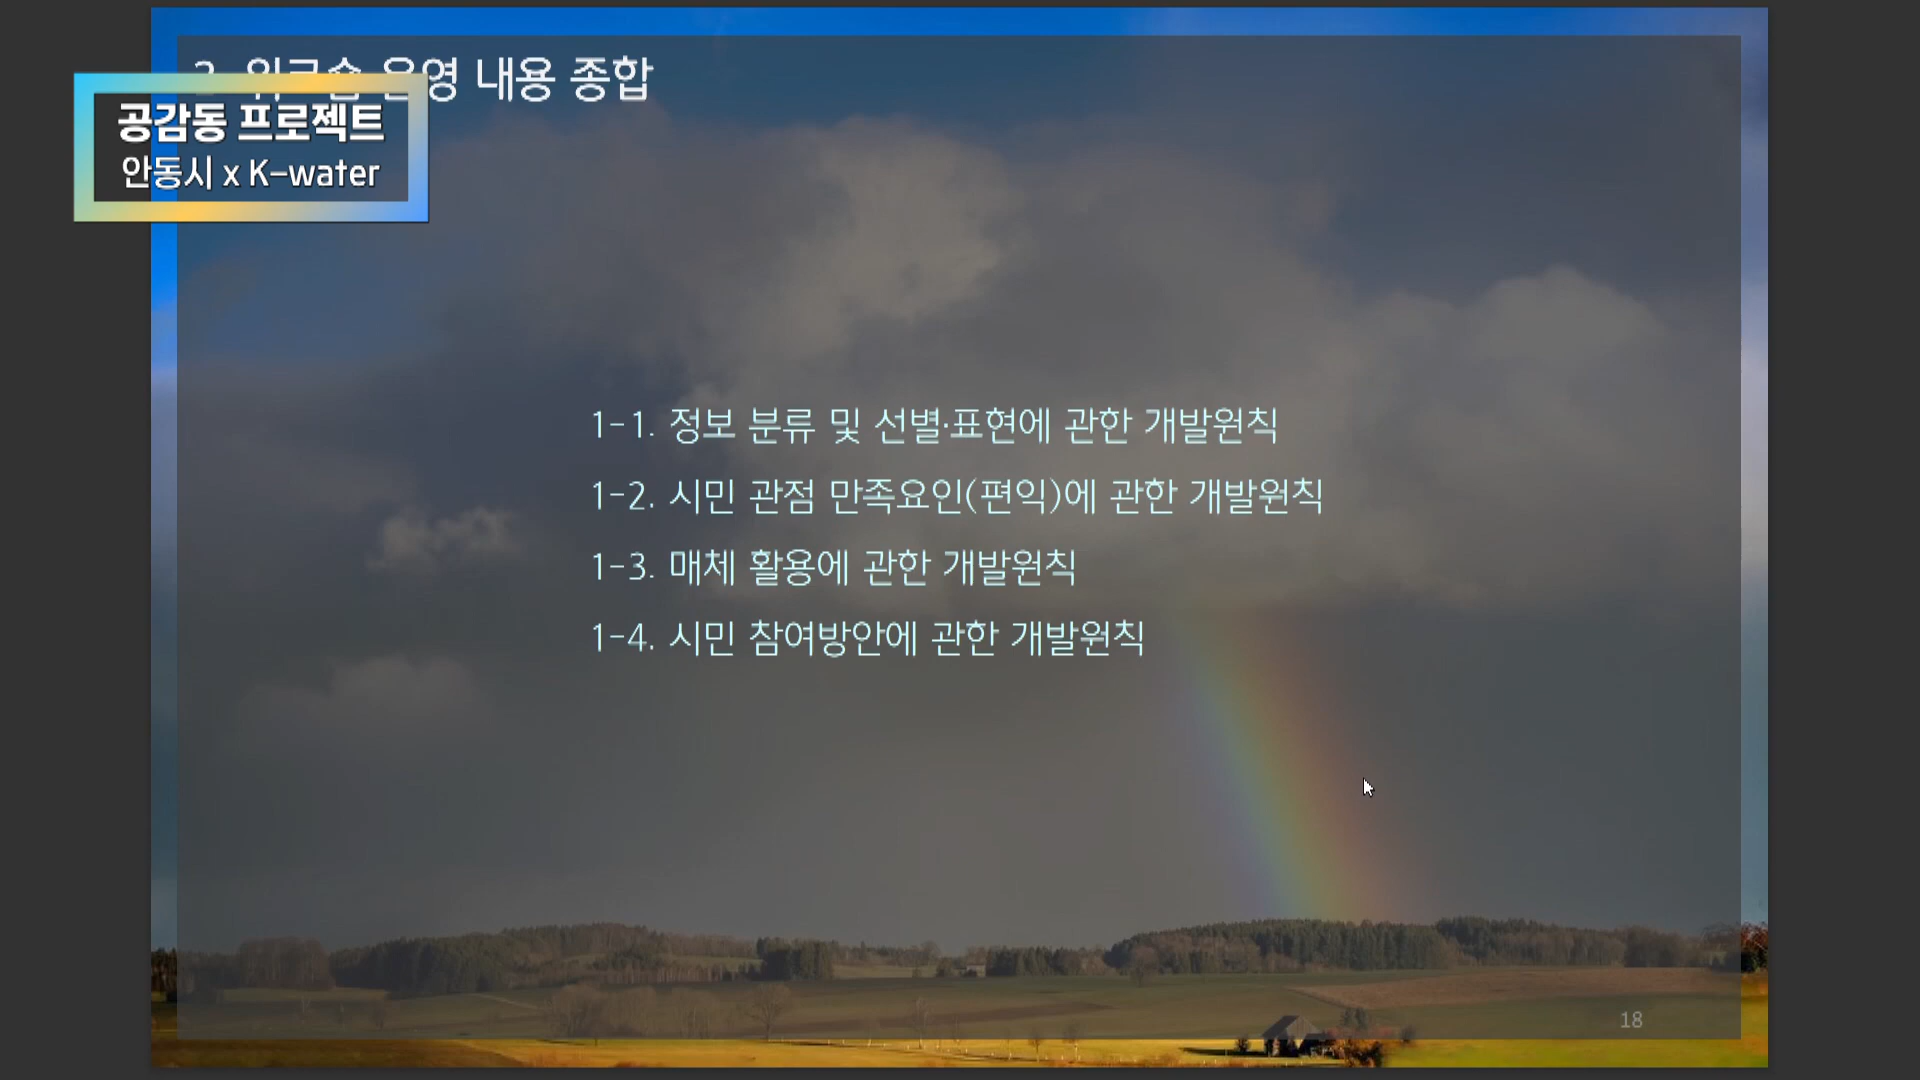 워크숍 운영 내용 종합
공감동 프로젝트
안동시 x K-water
1-1. 정보 분류 및 선별·표현에 관한 개발원칙
1-2. 시민 관점 만족요인(편익)에 관한 개발원칙
1-3. 매체 활용에 관한 개발원칙
1-4. 시민 참여방안에 관한 개발원칙
18